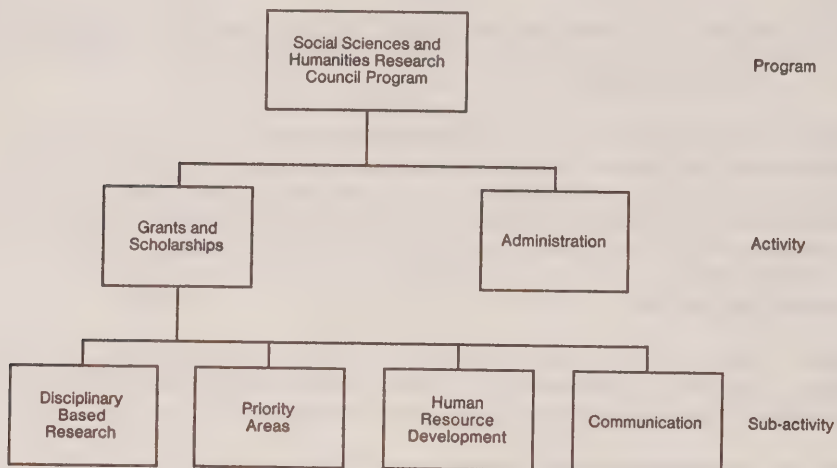 Social Sciences and
Humanities Research
Council Program
Program
Grants and
Scholarships
Administration
Activity
Disciplinary
Based
Research
Priority
Areas
Human
Resource
Development
Communication
Sub-activity